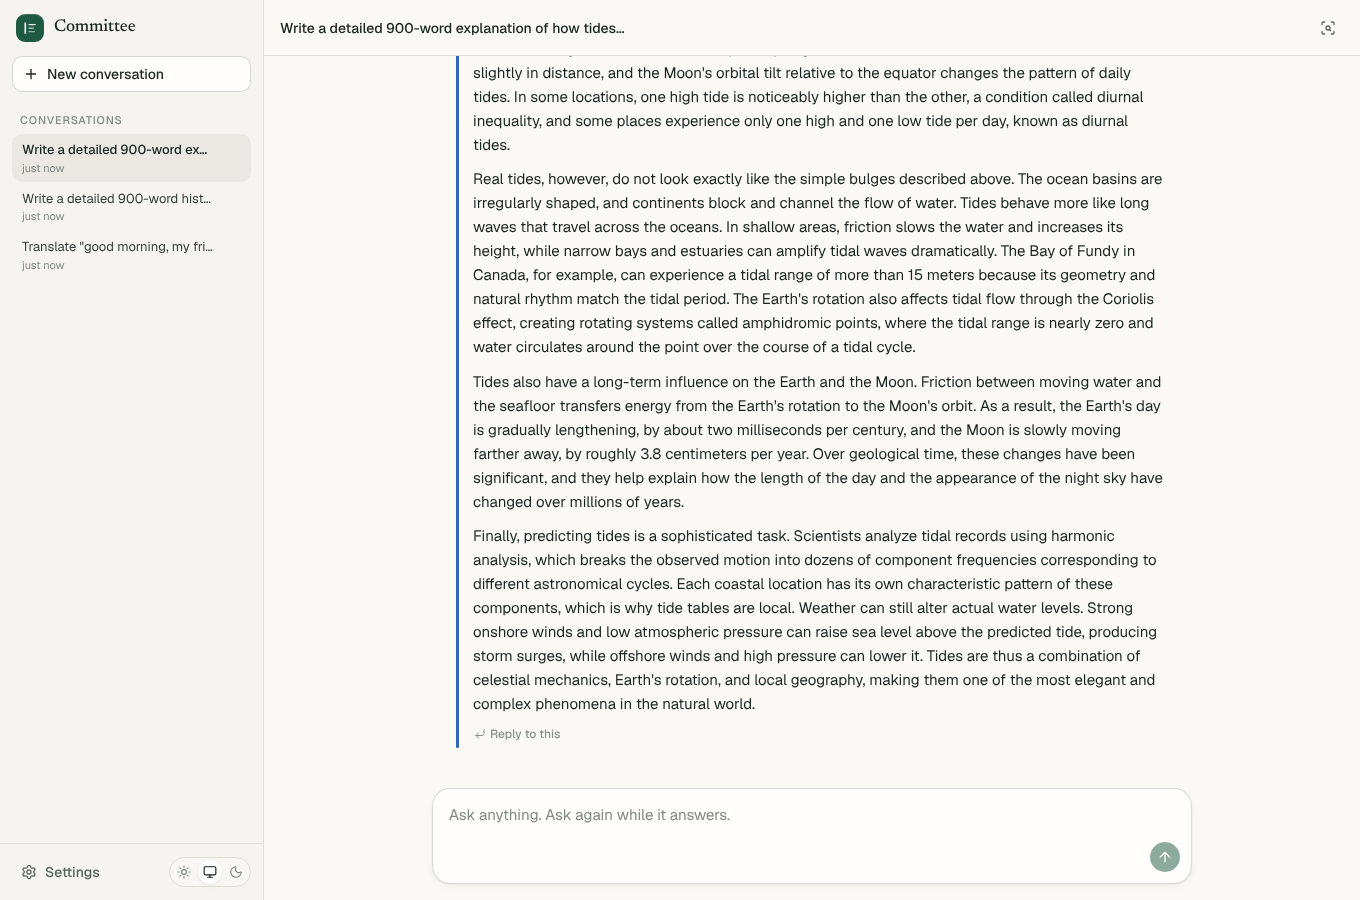 Committee
New conversation
CONVERSATIONS
Write a detailed 900-word ex...
just now
Write a detailed 900-word hist...
just now
Translate "good morning, my fri...
just now
Settings
Write a detailed 900-word explanation of how tides...
slightly in distance, and the Moon's orbital tilt relative to the equator changes the pattern of daily
tides. In some locations, one high tide is noticeably higher than the other, a condition called diurnal
inequality, and some places experience only one high and one low tide per day, known as diurnal
tides.
Real tides, however, do not look exactly like the simple bulges described above. The ocean basins are
irregularly shaped, and continents block and channel the flow of water. Tides behave more like long
waves that travel across the oceans. In shallow areas, friction slows the water and increases its
height, while narrow bays and estuaries can amplify tidal waves dramatically. The Bay of Fundy in
Canada, for example, can experience a tidal range of more than 15 meters because its geometry and
natural rhythm match the tidal period. The Earth's rotation also affects tidal flow through the Coriolis
effect, creating rotating systems called amphidromic points, where the tidal range is nearly zero and
water circulates around the point over the course of a tidal cycle.
Tides also have a long-term influence on the Earth and the Moon. Friction between moving water and
the seafloor transfers energy from the Earth's rotation to the Moon's orbit. As a result, the Earth's day
is gradually lengthening, by about two milliseconds per century, and the Moon is slowly moving
farther away, by roughly 3.8 centimeters per year. Over geological time, these changes have been
significant, and they help explain how the length of the day and the appearance of the night sky have
changed over millions of years.
Finally, predicting tides is a sophisticated task. Scientists analyze tidal records using harmonic
analysis, which breaks the observed motion into dozens of component frequencies corresponding to
different astronomical cycles. Each coastal location has its own characteristic pattern of these
components, which is why tide tables are local. Weather can still alter actual water levels. Strong
onshore winds and low atmospheric pressure can raise sea level above the predicted tide, producing
storm surges, while offshore winds and high pressure can lower it. Tides are thus a combination of
celestial mechanics, Earth's rotation, and local geography, making them one of the most elegant and
complex phenomena in the natural world.
Reply to this
Ask anything. Ask again while it answers.